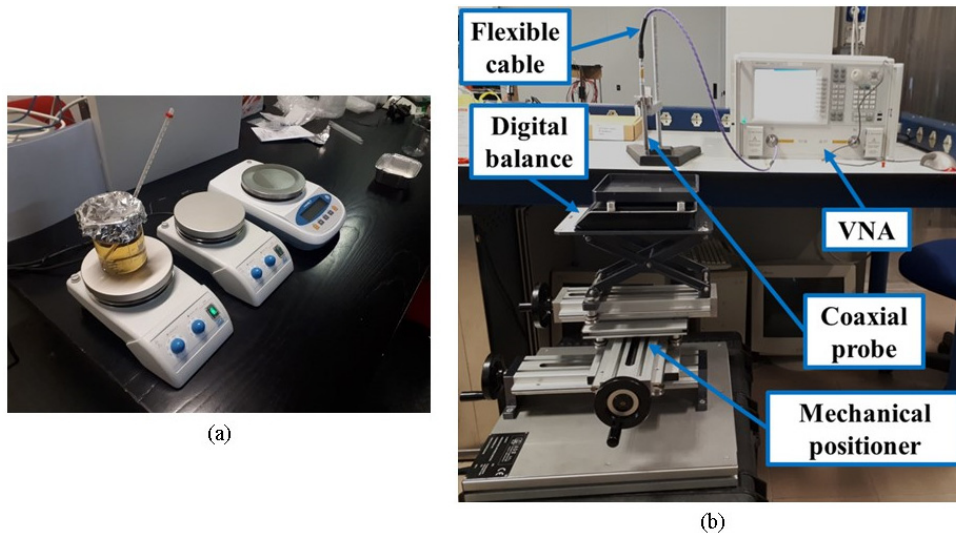 Flexible
cable
Digital
balance
VNA
Coaxial
probe
Mechanical
positioner
(a)
(b)